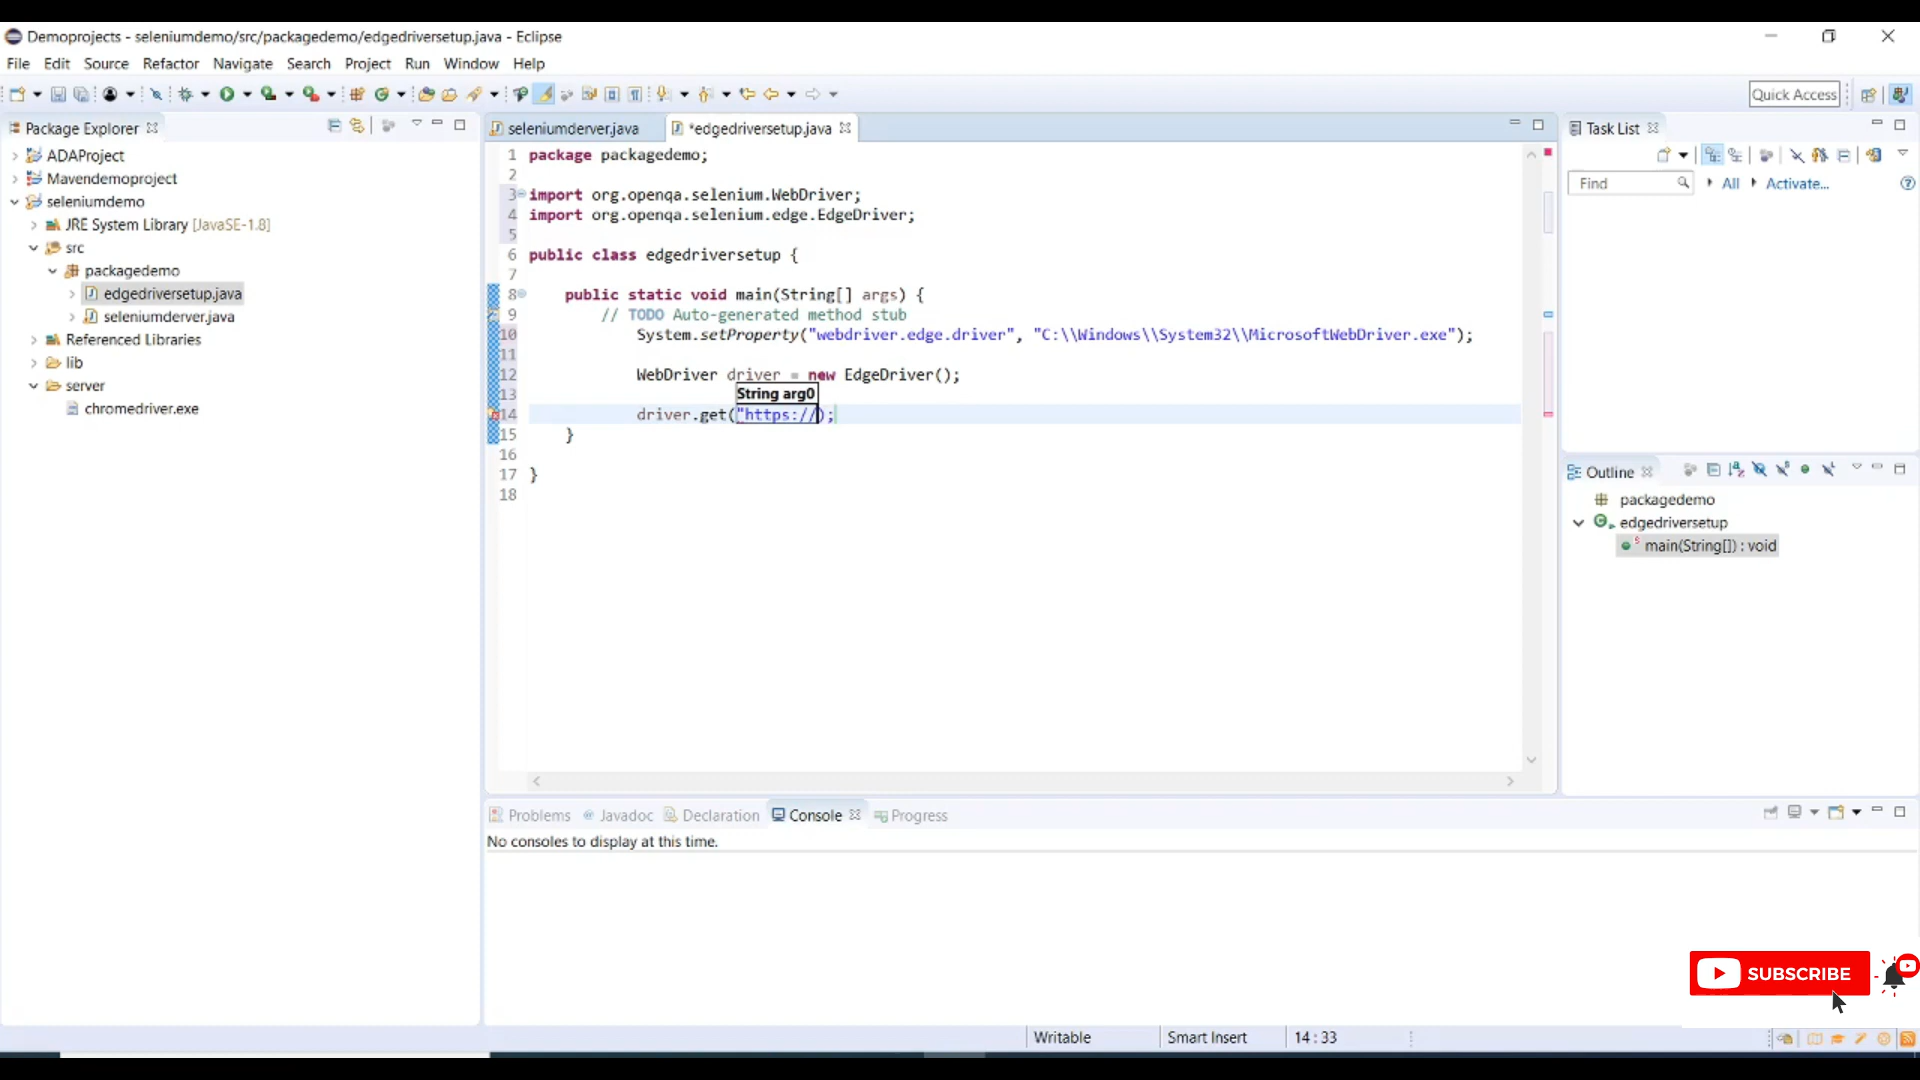 Demoprojects - seleniumdemo/src/packagedemo/edgedriversetup.java - Eclipse
File Edit Source Refactor Navigate Search Project Run Window Help
Quick Access
Package Explorer
ADAProject
Mavendemoproject
seleniumdemo
JRE System Library [JavaSE-1.8]
src
packagedemo
edgedriversetup.java
seleniumderver.java
Referenced Libraries
lib
server
chromedriver.exe
seleniumderver.java *edgedriversetup.java
1 package packagedemo;
2
3 import org.openqa.selenium.WebDriver;
4 import org.openqa.selenium.edge.EdgeDriver;
5
6 public class edgedriversetup {
7
8 public static void main(String[] args) {
9 // TODO Auto-generated method stub
10 System.setProperty("webdriver.edge.driver", "C:\\Windows\\System32\\MicrosoftWebDriver.exe");
11
12 WebDriver driver = new EdgeDriver();
13 String arg0
14 driver.get("https://);
15 }
16
17 }
18
Task List
Find All Activate...
Outline
packagedemo
edgedriversetup
main(String[]) : void
Problems Javadoc Declaration Console Progress
No consoles to display at this time.
SUBSCRIBE
Writable Smart Insert 14 : 33